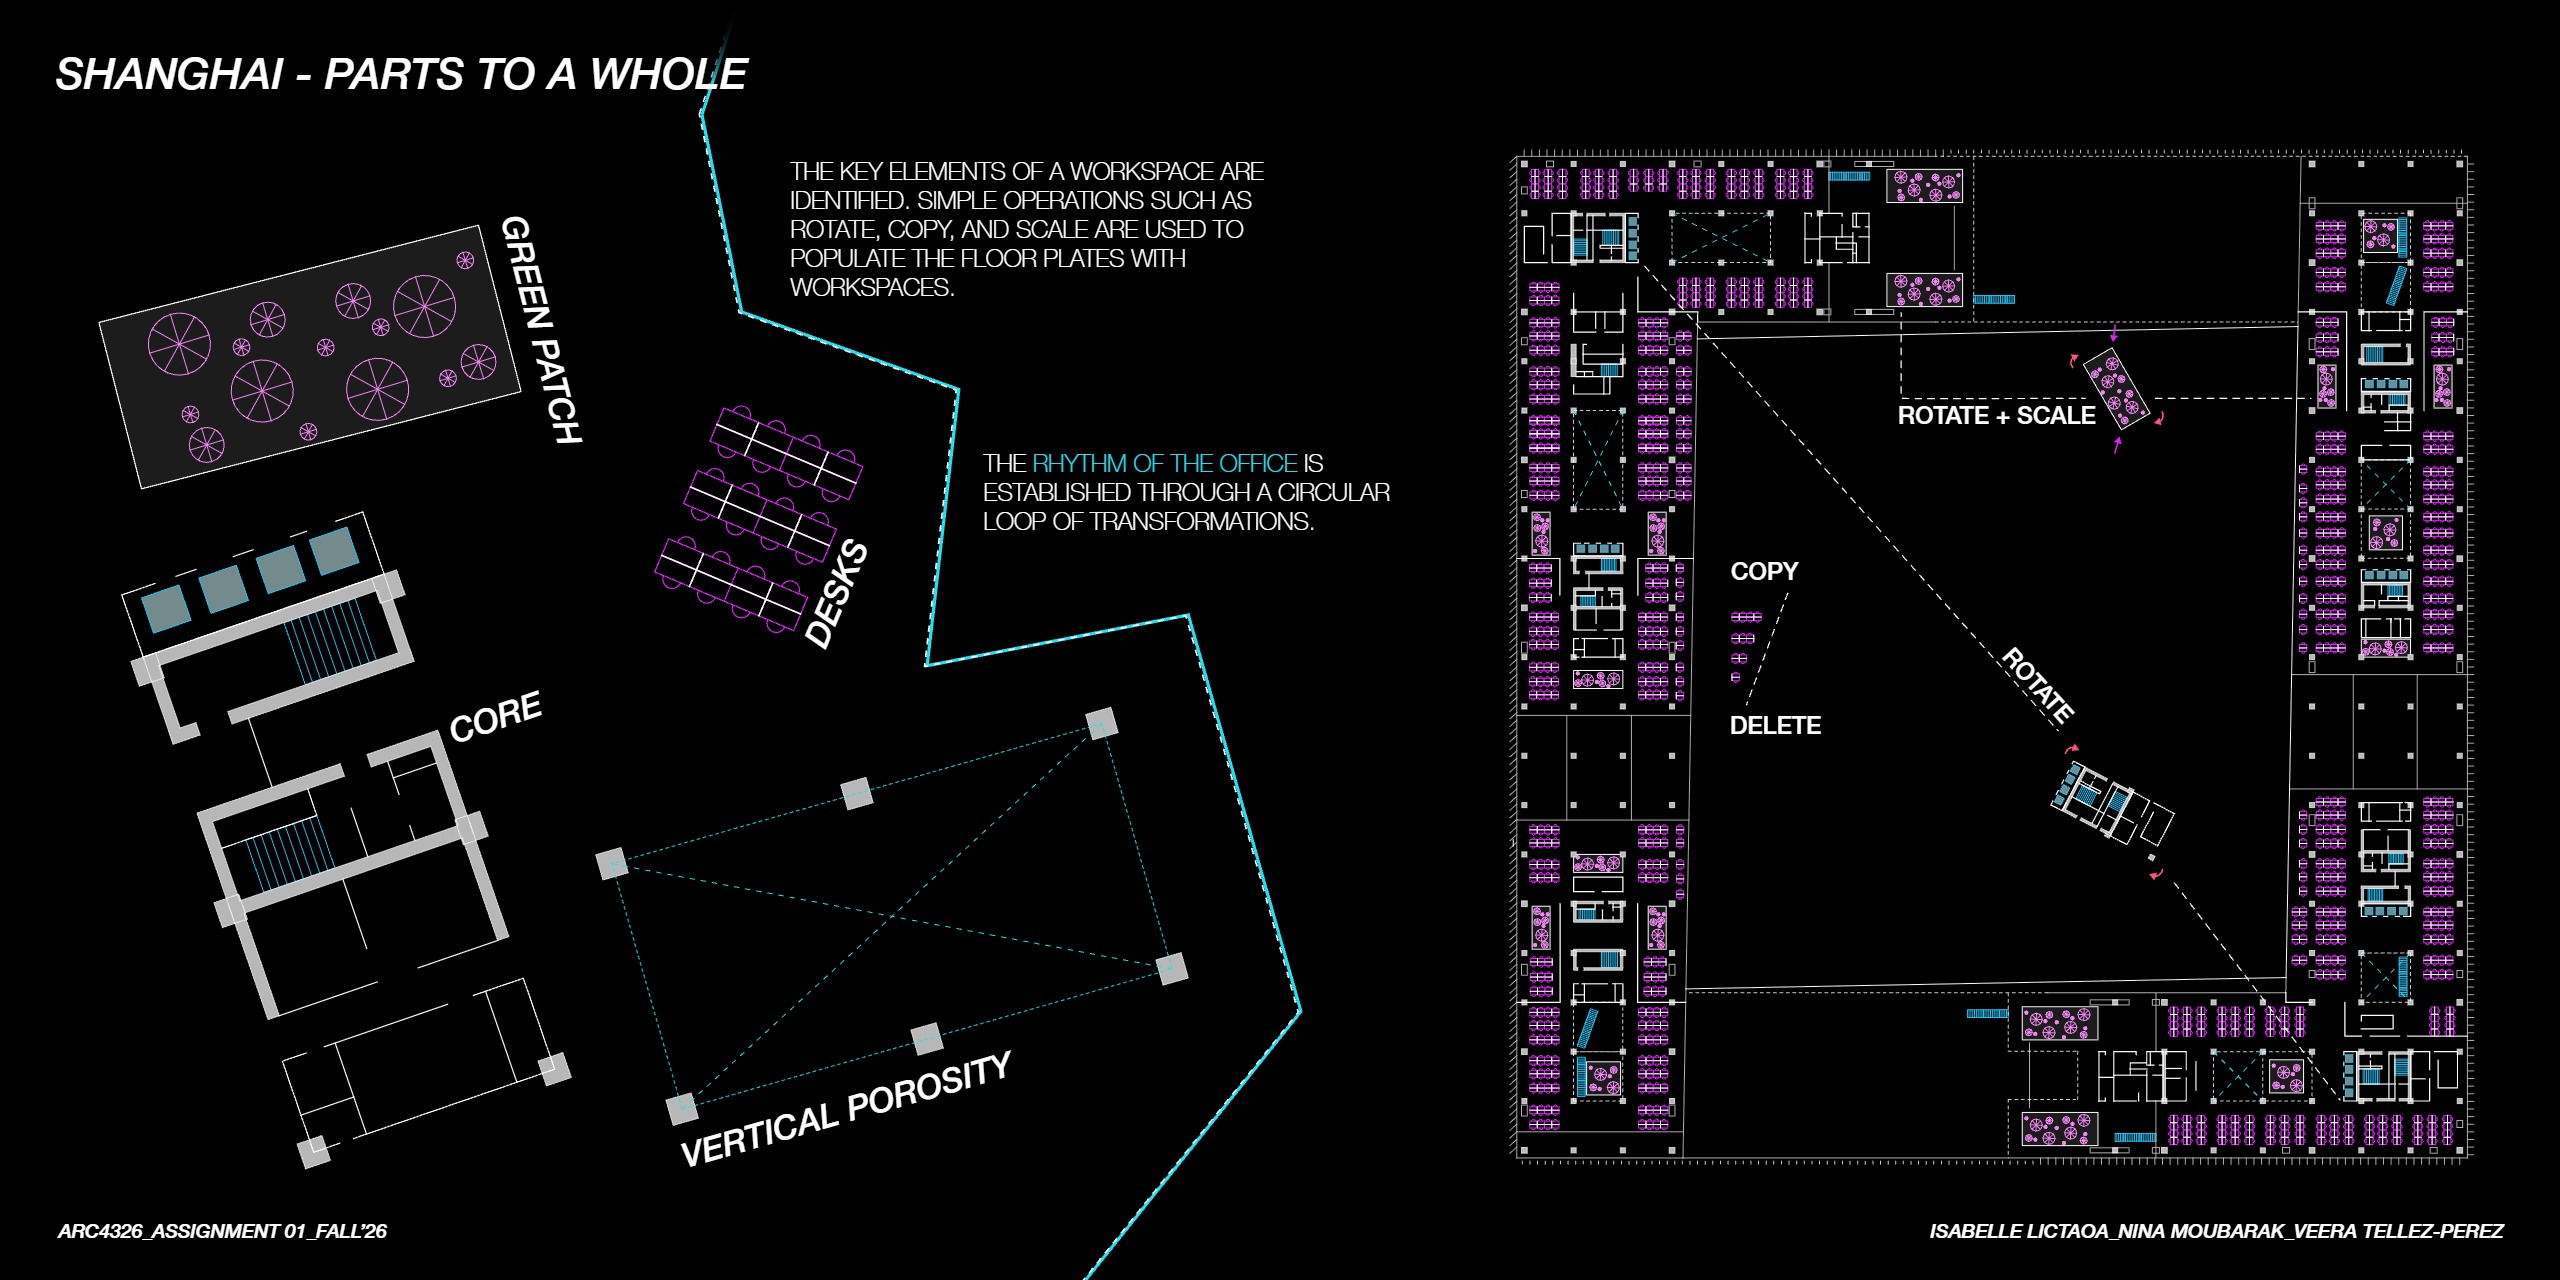 SHANGHAI - PARTS TO A WHOLE
THE KEY ELEMENTS OF A WORKSPACE ARE
IDENTIFIED. SIMPLE OPERATIONS SUCH AS
ROTATE, COPY, AND SCALE ARE USED TO
POPULATE THE FLOOR PLATES WITH
WORKSPACES.
GREEN PATCH
THE RHYTHM OF THE OFFICE IS
ESTABLISHED THROUGH A CIRCULAR
LOOP OF TRANSFORMATIONS.
DESKS
CORE
VERTICAL POROSITY
ROTATE + SCALE
COPY
DELETE
ROTATE
ARC4326_ASSIGNMENT 01_FALL'26
ISABELLE LICTAOA_NINA MOUBARAK_VEERA TELLEZ-PEREZ